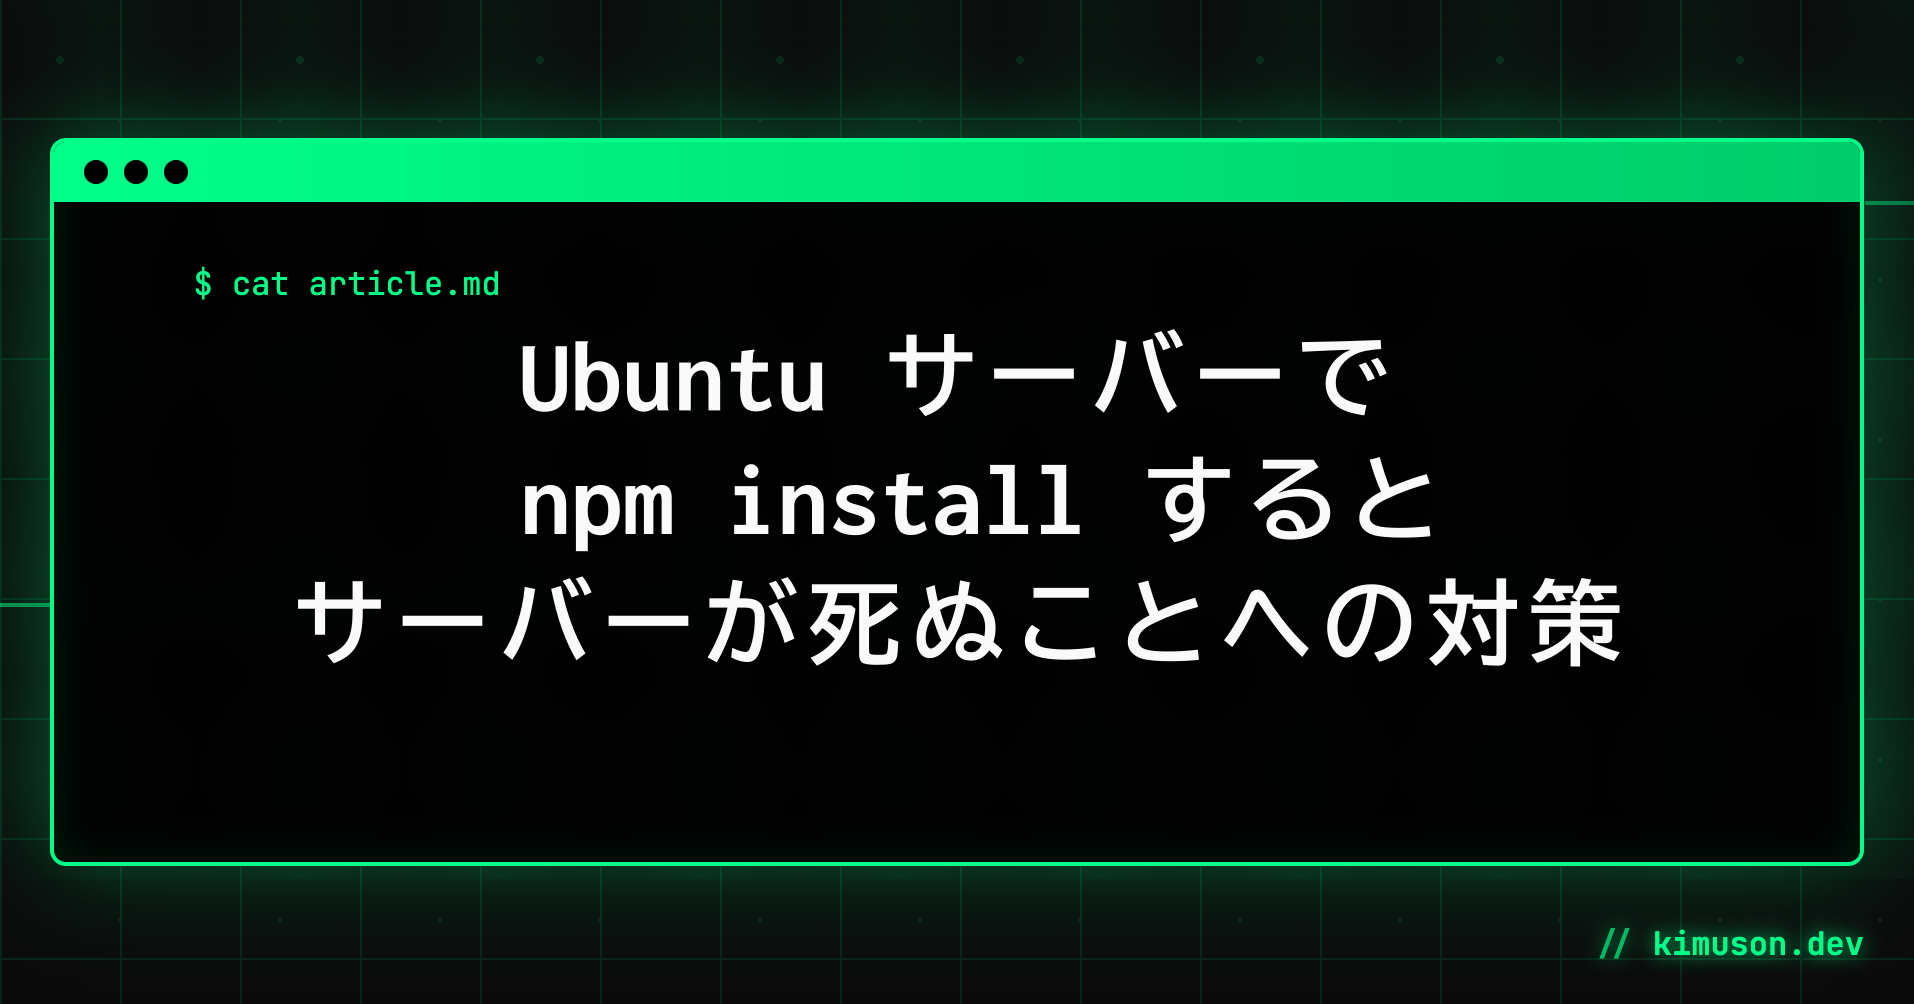 $ cat article.md
Ubuntu サーバーで
npm install すると
サーバーが死ぬことへの対策
// kimuson.dev